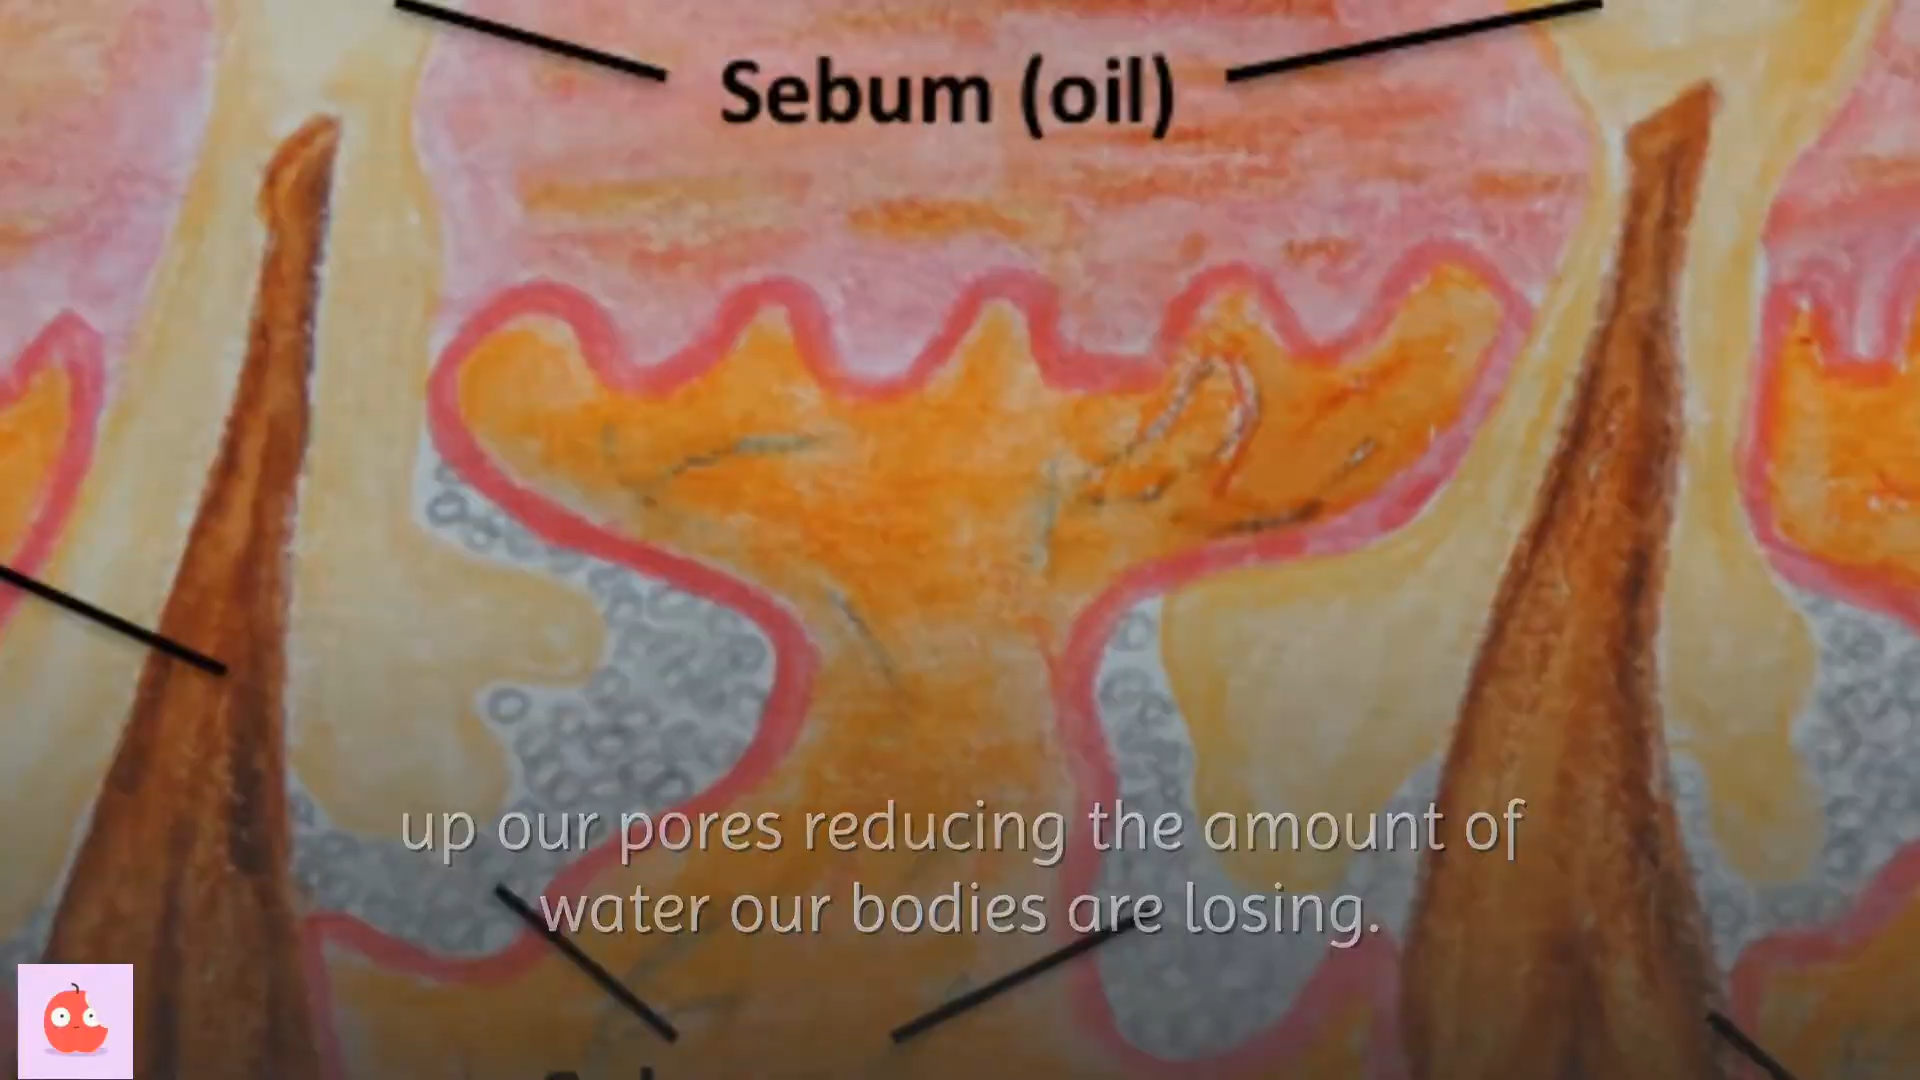 Sebum (oil)
up our pores reducing the amount of
water our bodies are losing.